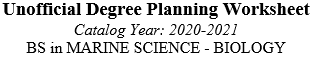 Unofficial Degree Planning Worksheet
Catalog Year: 2020-2021
BS in MARINE SCIENCE - BIOLOGY